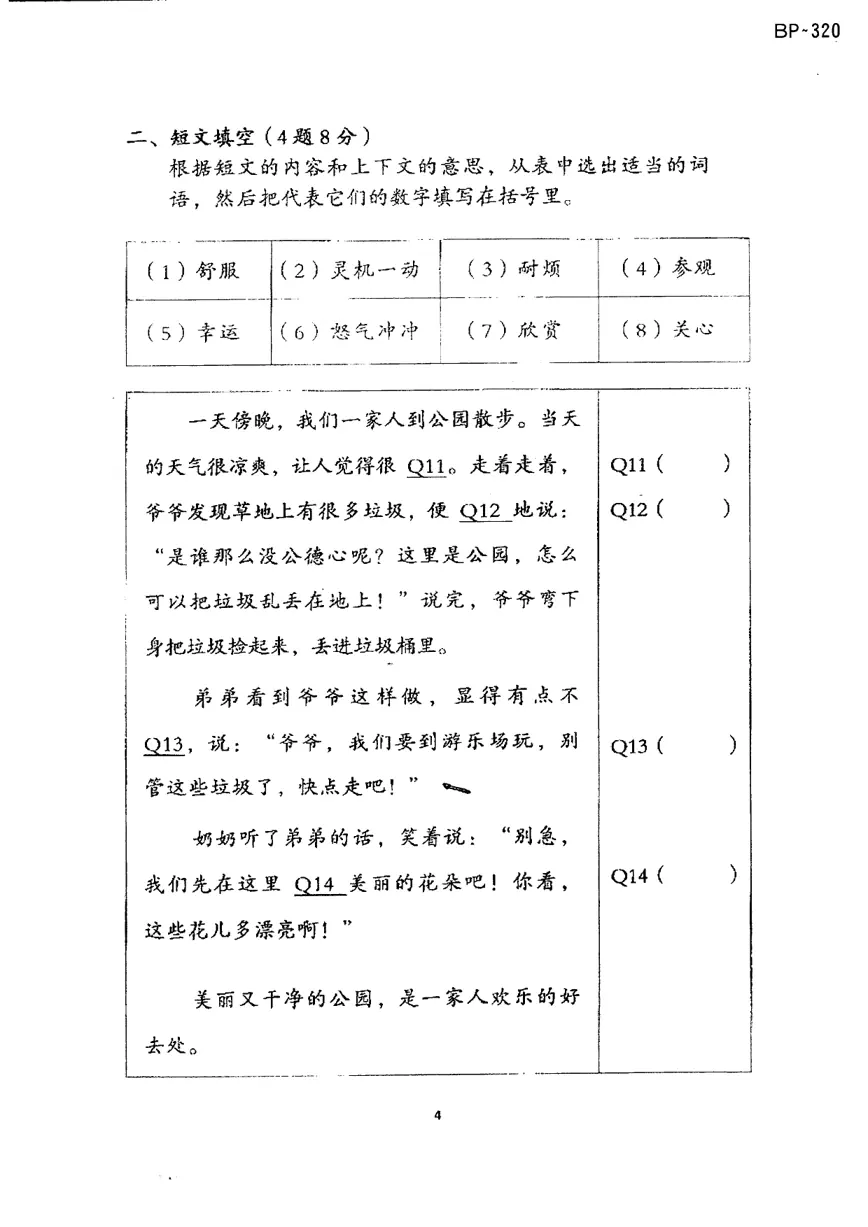 BP-320
二、短文填空（4题8分）
根据短文的内容和上下文的意思，从表中选出适当的词
语，然后把代表它们的数字填写在括号里。
（1）舒服 （2）灵机一动 （3）耐烦 （4）参观
（5）幸运 （6）怒气冲冲 （7）欣赏 （8）关心
一天傍晚，我们一家人到公园散步。当天
的天气很凉爽，让人觉得很 Q11。走着走着， Q11（ ）
爷爷发现草地上有很多垃圾，便 Q12 地说： Q12（ ）
“是谁那么没公德心呢？这里是公园，怎么
可以把垃圾乱丢在地上！”说完，爷爷弯下
身把垃圾捡起来，丢进垃圾桶里。
弟弟看到爷爷这样做，显得有点不
Q13，说：“爷爷，我们要到游乐场玩，别 Q13（ ）
管这些垃圾了，快点走吧！”
奶奶听了弟弟的话，笑着说：“别急，
我们先在这里 Q14 美丽的花朵吧！你看， Q14（ ）
这些花儿多漂亮啊！”
美丽又干净的公园，是一家人欢乐的好
去处。
4